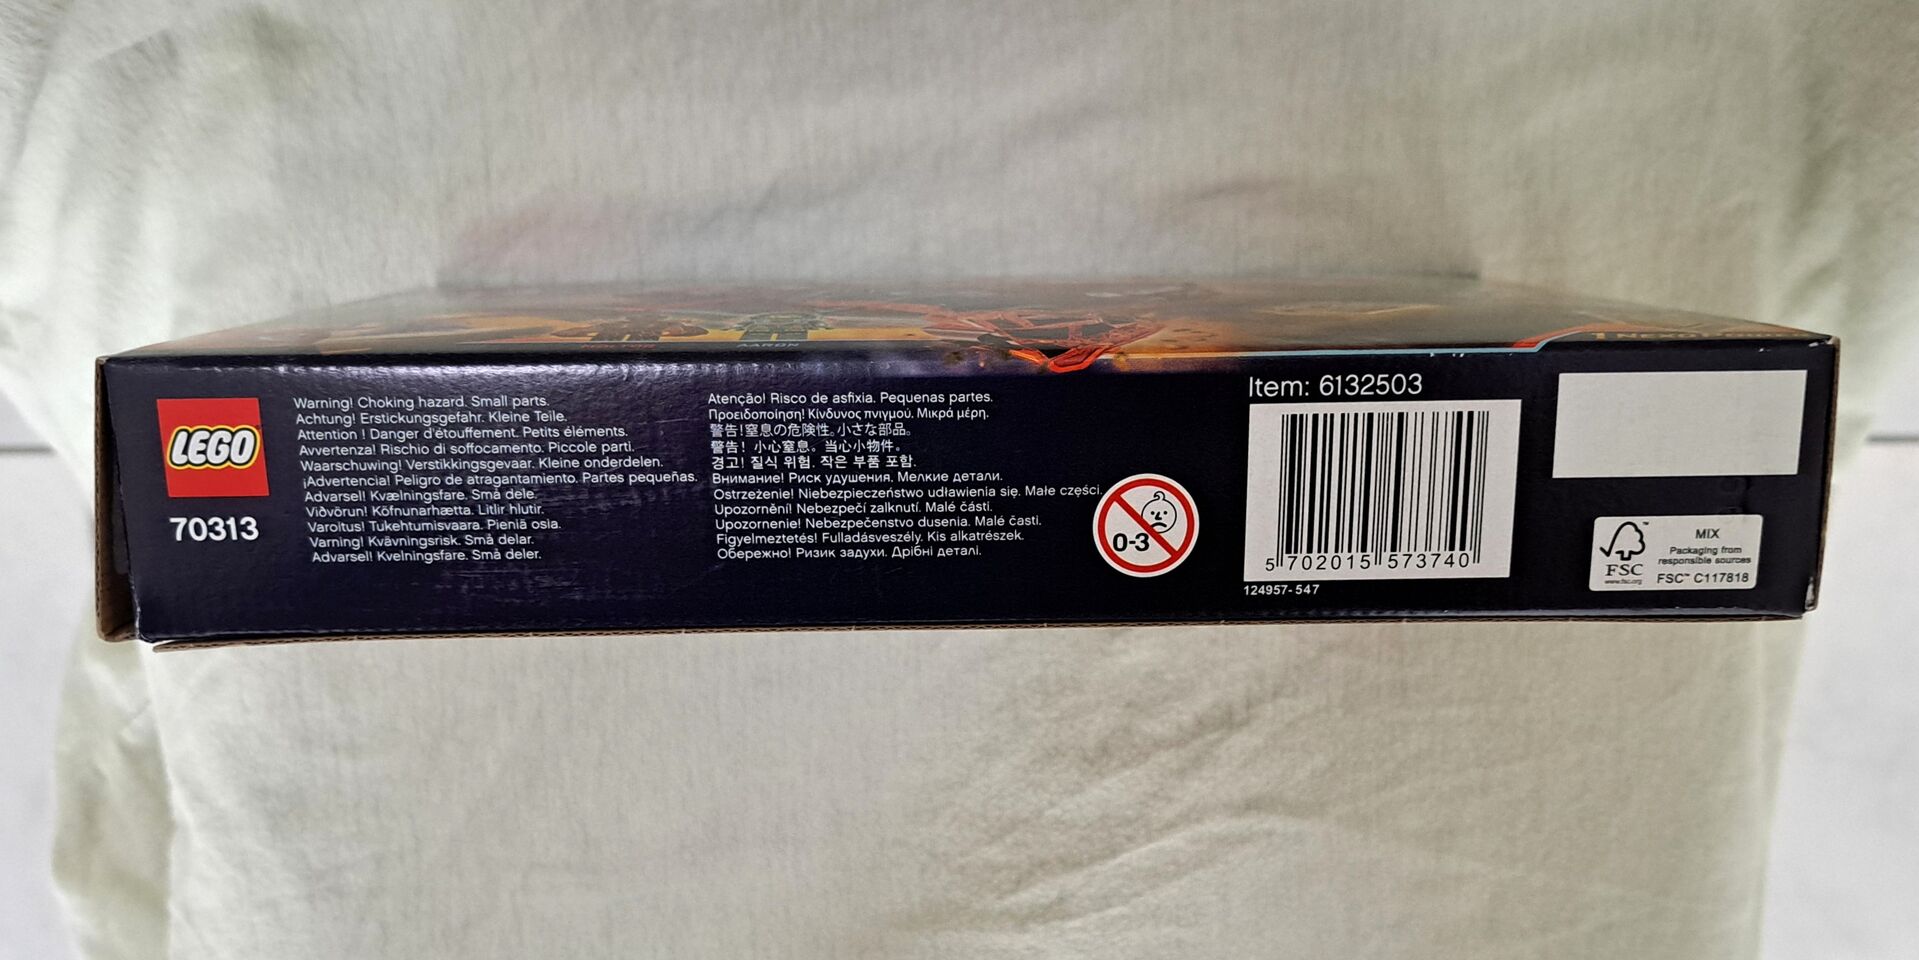 AARON
1 NEXO
LEGO
70313
Warning! Choking hazard. Small parts.
Achtung! Erstickungsgefahr. Kleine Teile.
Attention ! Danger d'étouffement. Petits éléments.
Avvertenza! Rischio di soffocamento. Piccole parti.
Waarschuwing! Verstikkingsgevaar. Kleine onderdelen.
¡Advertencia! Peligro de atragantamiento. Partes pequeñas.
Advarsel! Kvælningsfare. Små dele.
Viðvörun! Köfnunarhætta. Litlir hlutir.
Varoitus! Tukehtumisvaara. Pieniä osia.
Varning! Kvävningsrisk. Små delar.
Advarsel! Kvelningsfare. Små deler.
Atenção! Risco de asfixia. Pequenas partes.
Προειδοποίηση! Κίνδυνος πνιγμού. Μικρά μέρη.
警告!窒息の危険性。小さな部品。
警告！小心窒息。当心小物件。
경고! 질식 위험. 작은 부품 포함.
Внимание! Риск удушения. Мелкие детали.
Ostrzeżenie! Niebezpieczeństwo udławienia się. Małe części.
Upozornění! Nebezpečí zalknutí. Malé části.
Upozornenie! Nebezpečenstvo dusenia. Malé časti.
Figyelmeztetés! Fulladásveszély. Kis alkatrészek.
Обережно! Ризик задухи. Дрібні деталі.
0-3
Item: 6132503
5 702015 573740
124957-547
FSC
www.fsc.org
MIX
Packaging from
responsible sources
FSC™ C117818